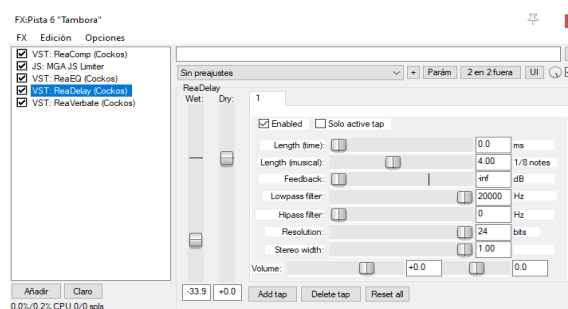 FX:Pista 6 "Tambora"
FX Edición Opciones
VST: ReaComp (Cockos)
JS: MGA JS Limiter
VST: ReaEQ (Cockos)
VST: ReaDelay (Cockos)
VST: ReaVerbate (Cockos)
Sin preajustes + Parám 2 en 2 fuera UI
ReaDelay
Wet: Dry: 1
Enabled Solo active tap
Length (time): 0.0 ms
Length (musical): 4.00 1/8 notes
Feedback: -inf dB
Lowpass filter: 20000 Hz
Hipass filter: 0 Hz
Resolution: 24 bits
Stereo width: 1.00
Volume: +0.0 0.0
-33.9 +0.0 Add tap Delete tap Reset all
Añadir Claro
0.0%/0.2% CPU 0/0 spls